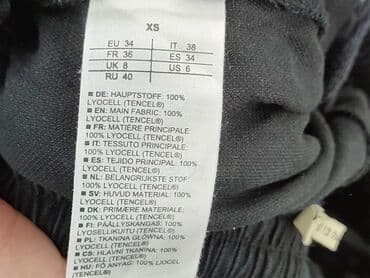 XS
EU 34 IT 38
FR 36 ES 34
UK 8 US 6
RU 40
■ DE: HAUPTSTOFF: 100%
LYOCELL (TENCEL®)
■ EN: MAIN FABRIC: 100%
LYOCELL (TENCEL®)
■ FR: MATIÈRE PRINCIPALE:
100% LYOCELL (TENCEL®)
■ IT: TESSUTO PRINCIPALE:
100% LYOCELL (TENCEL®)
■ ES: TEJIDO PRINCIPAL:
100% LYOCELL (TENCEL®)
■ NL: BELANGRIJKSTE STOF:
100% LYOCELL (TENCEL®)
■ SV: HUVUD MATERIAL: 100%
LYOCELL (TENCEL®)
■ DK: PRIMÆRE MATERIALE:
100% LYOCELL (TENCEL®)
■ FI: PÄÄLLYSKANGAS: 100%
LYOSELLIKUITU (TENCEL®)
■ PL: TKANINA GŁÓWNA: 100%
LYOCELL (TENCEL®)
■ CS: HLAVNÍ TKANINA: 100%
LYOCELL (TENCEL®)
■ HU: FŐ ANYAG: 100% LYOCELL
(TENCEL®)